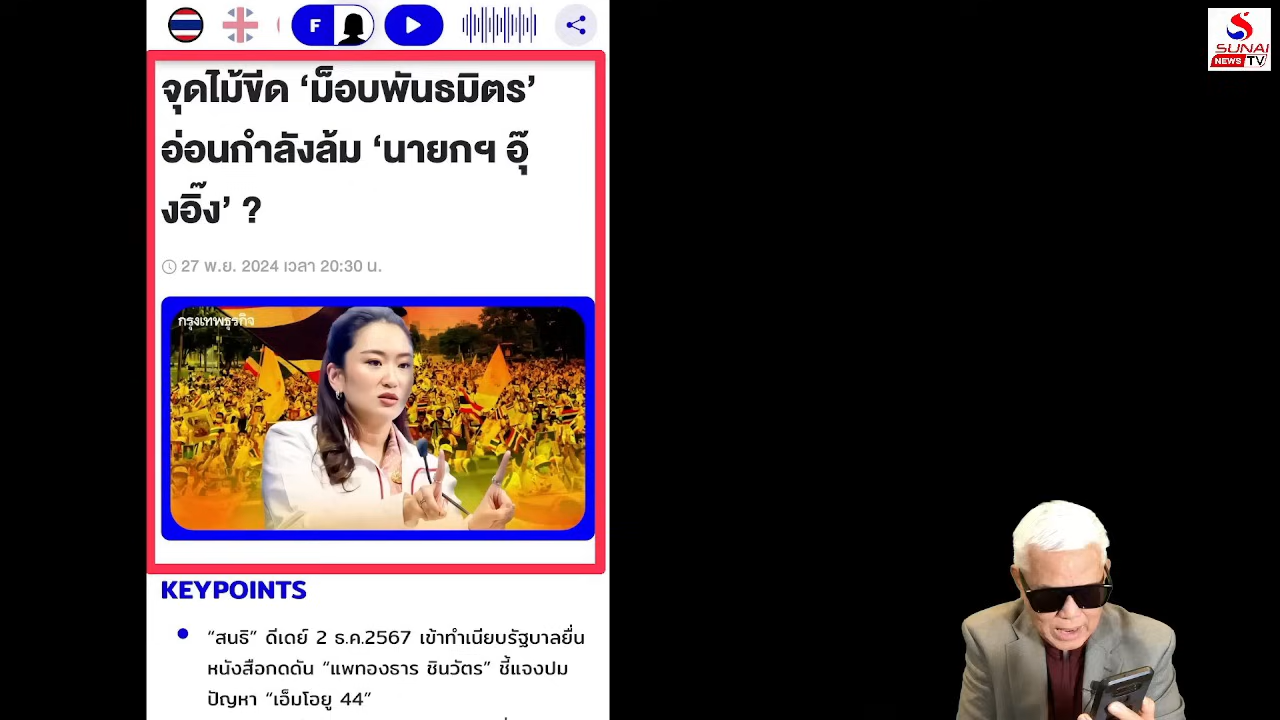 F
SUNAI
NEWS TV
จุดไม้ขีด ‘ม็อบพันธมิตร’
อ่อนกำลังล้ม ‘นายกฯ อุ๊
งอิ๊ง’ ?
27 พ.ย. 2024 เวลา 20:30 น.
กรุงเทพธุรกิจ
KEYPOINTS
“สนธิ” ดีเดย์ 2 ธ.ค.2567 เข้าทำเนียบรัฐบาลยื่น
หนังสือกดดัน “แพทองธาร ชินวัตร” ชี้แจงปม
ปัญหา “เอ็มโอยู 44”